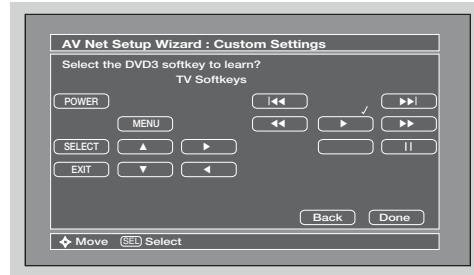 AV Net Setup Wizard : Custom Settings
Select the DVD3 softkey to learn?
TV Softkeys
POWER
MENU
SELECT
EXIT
Back Done
Move SEL Select